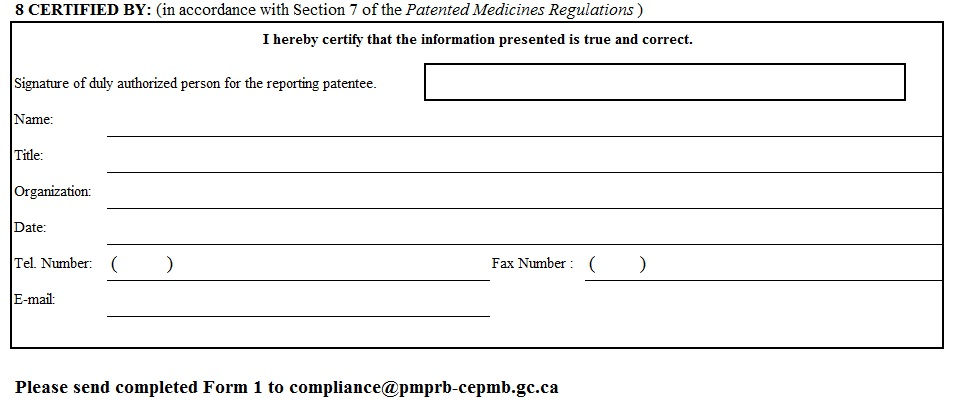 8 CERTIFIED BY: (in accordance with Section 7 of the Patented Medicines Regulations )
I hereby certify that the information presented is true and correct.
Signature of duly authorized person for the reporting patentee.
Name:
Title:
Organization:
Date:
Tel. Number: ( ) Fax Number : ( )
E-mail:
Please send completed Form 1 to compliance@pmprb-cepmb.gc.ca